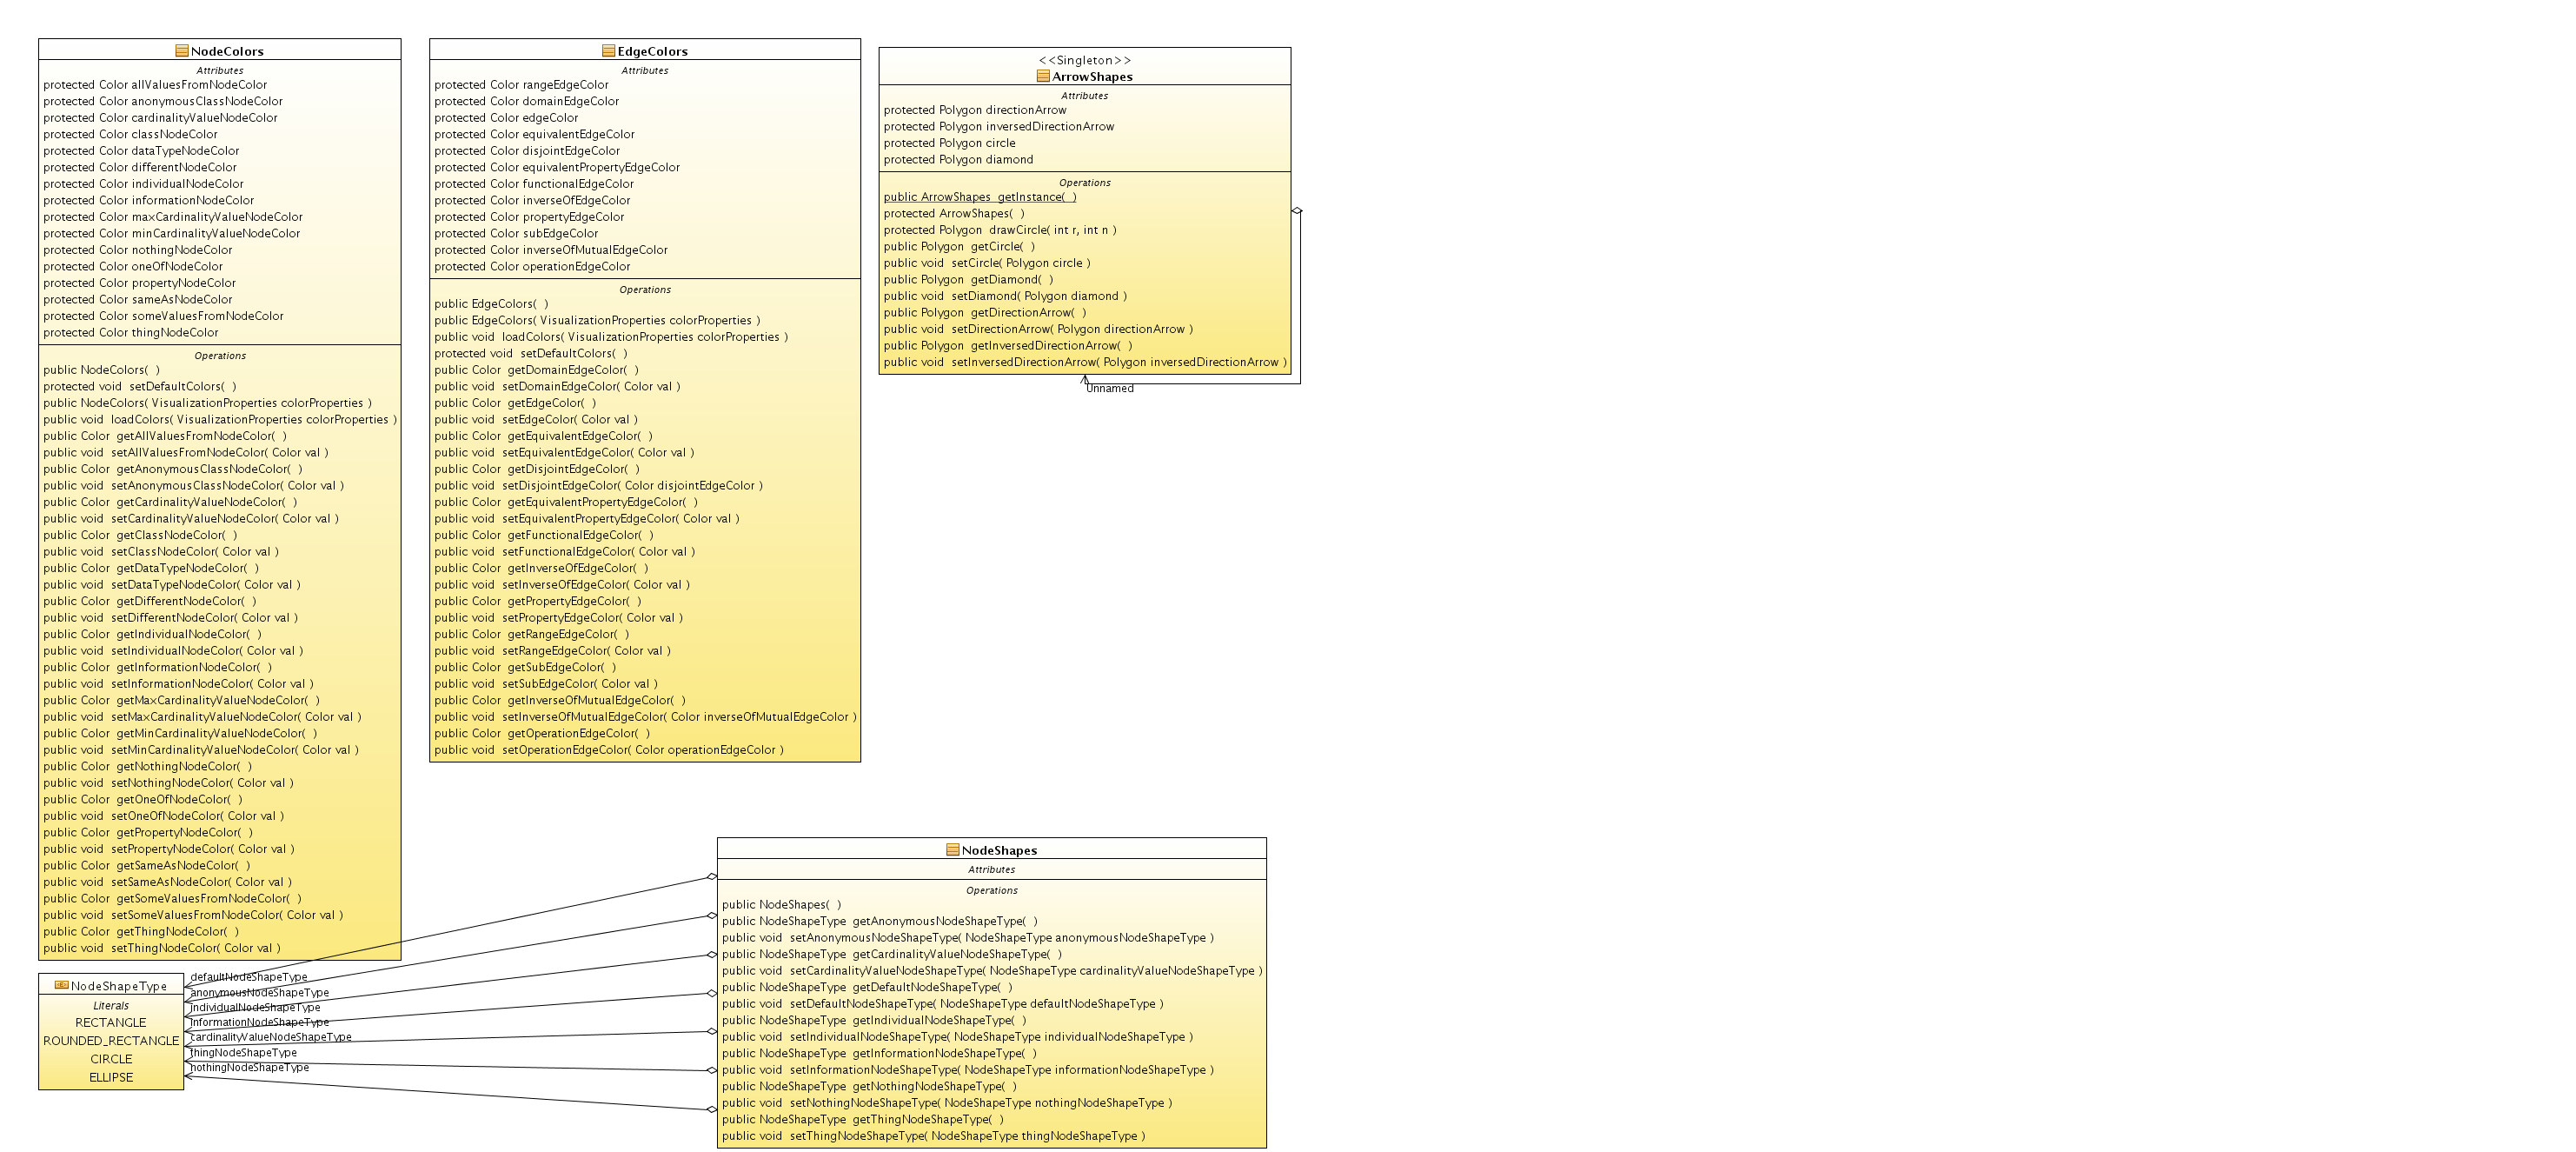 NodeColors
Attributes
protected Color allValuesFromNodeColor
protected Color anonymousClassNodeColor
protected Color cardinalityValueNodeColor
protected Color classNodeColor
protected Color dataTypeNodeColor
protected Color differentNodeColor
protected Color individualNodeColor
protected Color informationNodeColor
protected Color maxCardinalityValueNodeColor
protected Color minCardinalityValueNodeColor
protected Color nothingNodeColor
protected Color oneOfNodeColor
protected Color propertyNodeColor
protected Color sameAsNodeColor
protected Color someValuesFromNodeColor
protected Color thingNodeColor
Operations
public NodeColors(  )
protected void  setDefaultColors(  )
public NodeColors( VisualizationProperties colorProperties )
public void  loadColors( VisualizationProperties colorProperties )
public Color  getAllValuesFromNodeColor(  )
public void  setAllValuesFromNodeColor( Color val )
public Color  getAnonymousClassNodeColor(  )
public void  setAnonymousClassNodeColor( Color val )
public Color  getCardinalityValueNodeColor(  )
public void  setCardinalityValueNodeColor( Color val )
public Color  getClassNodeColor(  )
public void  setClassNodeColor( Color val )
public Color  getDataTypeNodeColor(  )
public void  setDataTypeNodeColor( Color val )
public Color  getDifferentNodeColor(  )
public void  setDifferentNodeColor( Color val )
public Color  getIndividualNodeColor(  )
public void  setIndividualNodeColor( Color val )
public Color  getInformationNodeColor(  )
public void  setInformationNodeColor( Color val )
public Color  getMaxCardinalityValueNodeColor(  )
public void  setMaxCardinalityValueNodeColor( Color val )
public Color  getMinCardinalityValueNodeColor(  )
public void  setMinCardinalityValueNodeColor( Color val )
public Color  getNothingNodeColor(  )
public void  setNothingNodeColor( Color val )
public Color  getOneOfNodeColor(  )
public void  setOneOfNodeColor( Color val )
public Color  getPropertyNodeColor(  )
public void  setPropertyNodeColor( Color val )
public Color  getSameAsNodeColor(  )
public void  setSameAsNodeColor( Color val )
public Color  getSomeValuesFromNodeColor(  )
public void  setSomeValuesFromNodeColor( Color val )
public Color  getThingNodeColor(  )
public void  setThingNodeColor( Color val )
EdgeColors
Attributes
protected Color rangeEdgeColor
protected Color domainEdgeColor
protected Color edgeColor
protected Color equivalentEdgeColor
protected Color disjointEdgeColor
protected Color equivalentPropertyEdgeColor
protected Color functionalEdgeColor
protected Color inverseOfEdgeColor
protected Color propertyEdgeColor
protected Color subEdgeColor
protected Color inverseOfMutualEdgeColor
protected Color operationEdgeColor
Operations
public EdgeColors(  )
public EdgeColors( VisualizationProperties colorProperties )
public void  loadColors( VisualizationProperties colorProperties )
protected void  setDefaultColors(  )
public Color  getDomainEdgeColor(  )
public void  setDomainEdgeColor( Color val )
public Color  getEdgeColor(  )
public void  setEdgeColor( Color val )
public Color  getEquivalentEdgeColor(  )
public void  setEquivalentEdgeColor( Color val )
public Color  getDisjointEdgeColor(  )
public void  setDisjointEdgeColor( Color disjointEdgeColor )
public Color  getEquivalentPropertyEdgeColor(  )
public void  setEquivalentPropertyEdgeColor( Color val )
public Color  getFunctionalEdgeColor(  )
public void  setFunctionalEdgeColor( Color val )
public Color  getInverseOfEdgeColor(  )
public void  setInverseOfEdgeColor( Color val )
public Color  getPropertyEdgeColor(  )
public void  setPropertyEdgeColor( Color val )
public Color  getRangeEdgeColor(  )
public void  setRangeEdgeColor( Color val )
public Color  getSubEdgeColor(  )
public void  setSubEdgeColor( Color val )
public Color  getInverseOfMutualEdgeColor(  )
public void  setInverseOfMutualEdgeColor( Color inverseOfMutualEdgeColor )
public Color  getOperationEdgeColor(  )
public void  setOperationEdgeColor( Color operationEdgeColor )
<<Singleton>>
ArrowShapes
Attributes
protected Polygon directionArrow
protected Polygon inversedDirectionArrow
protected Polygon circle
protected Polygon diamond
Operations
public ArrowShapes  getInstance(  )
protected ArrowShapes(  )
protected Polygon  drawCircle( int r, int n )
public Polygon  getCircle(  )
public void  setCircle( Polygon circle )
public Polygon  getDiamond(  )
public void  setDiamond( Polygon diamond )
public Polygon  getDirectionArrow(  )
public void  setDirectionArrow( Polygon directionArrow )
public Polygon  getInversedDirectionArrow(  )
public void  setInversedDirectionArrow( Polygon inversedDirectionArrow )
Unnamed
NodeShapeType
Literals
RECTANGLE
ROUNDED_RECTANGLE
CIRCLE
ELLIPSE
defaultNodeShapeType
anonymousNodeShapeType
individualNodeShapeType
informationNodeShapeType
cardinalityValueNodeShapeType
thingNodeShapeType
nothingNodeShapeType
NodeShapes
Attributes
Operations
public NodeShapes(  )
public NodeShapeType  getAnonymousNodeShapeType(  )
public void  setAnonymousNodeShapeType( NodeShapeType anonymousNodeShapeType )
public NodeShapeType  getCardinalityValueNodeShapeType(  )
public void  setCardinalityValueNodeShapeType( NodeShapeType cardinalityValueNodeShapeType )
public NodeShapeType  getDefaultNodeShapeType(  )
public void  setDefaultNodeShapeType( NodeShapeType defaultNodeShapeType )
public NodeShapeType  getIndividualNodeShapeType(  )
public void  setIndividualNodeShapeType( NodeShapeType individualNodeShapeType )
public NodeShapeType  getInformationNodeShapeType(  )
public void  setInformationNodeShapeType( NodeShapeType informationNodeShapeType )
public NodeShapeType  getNothingNodeShapeType(  )
public void  setNothingNodeShapeType( NodeShapeType nothingNodeShapeType )
public NodeShapeType  getThingNodeShapeType(  )
public void  setThingNodeShapeType( NodeShapeType thingNodeShapeType )